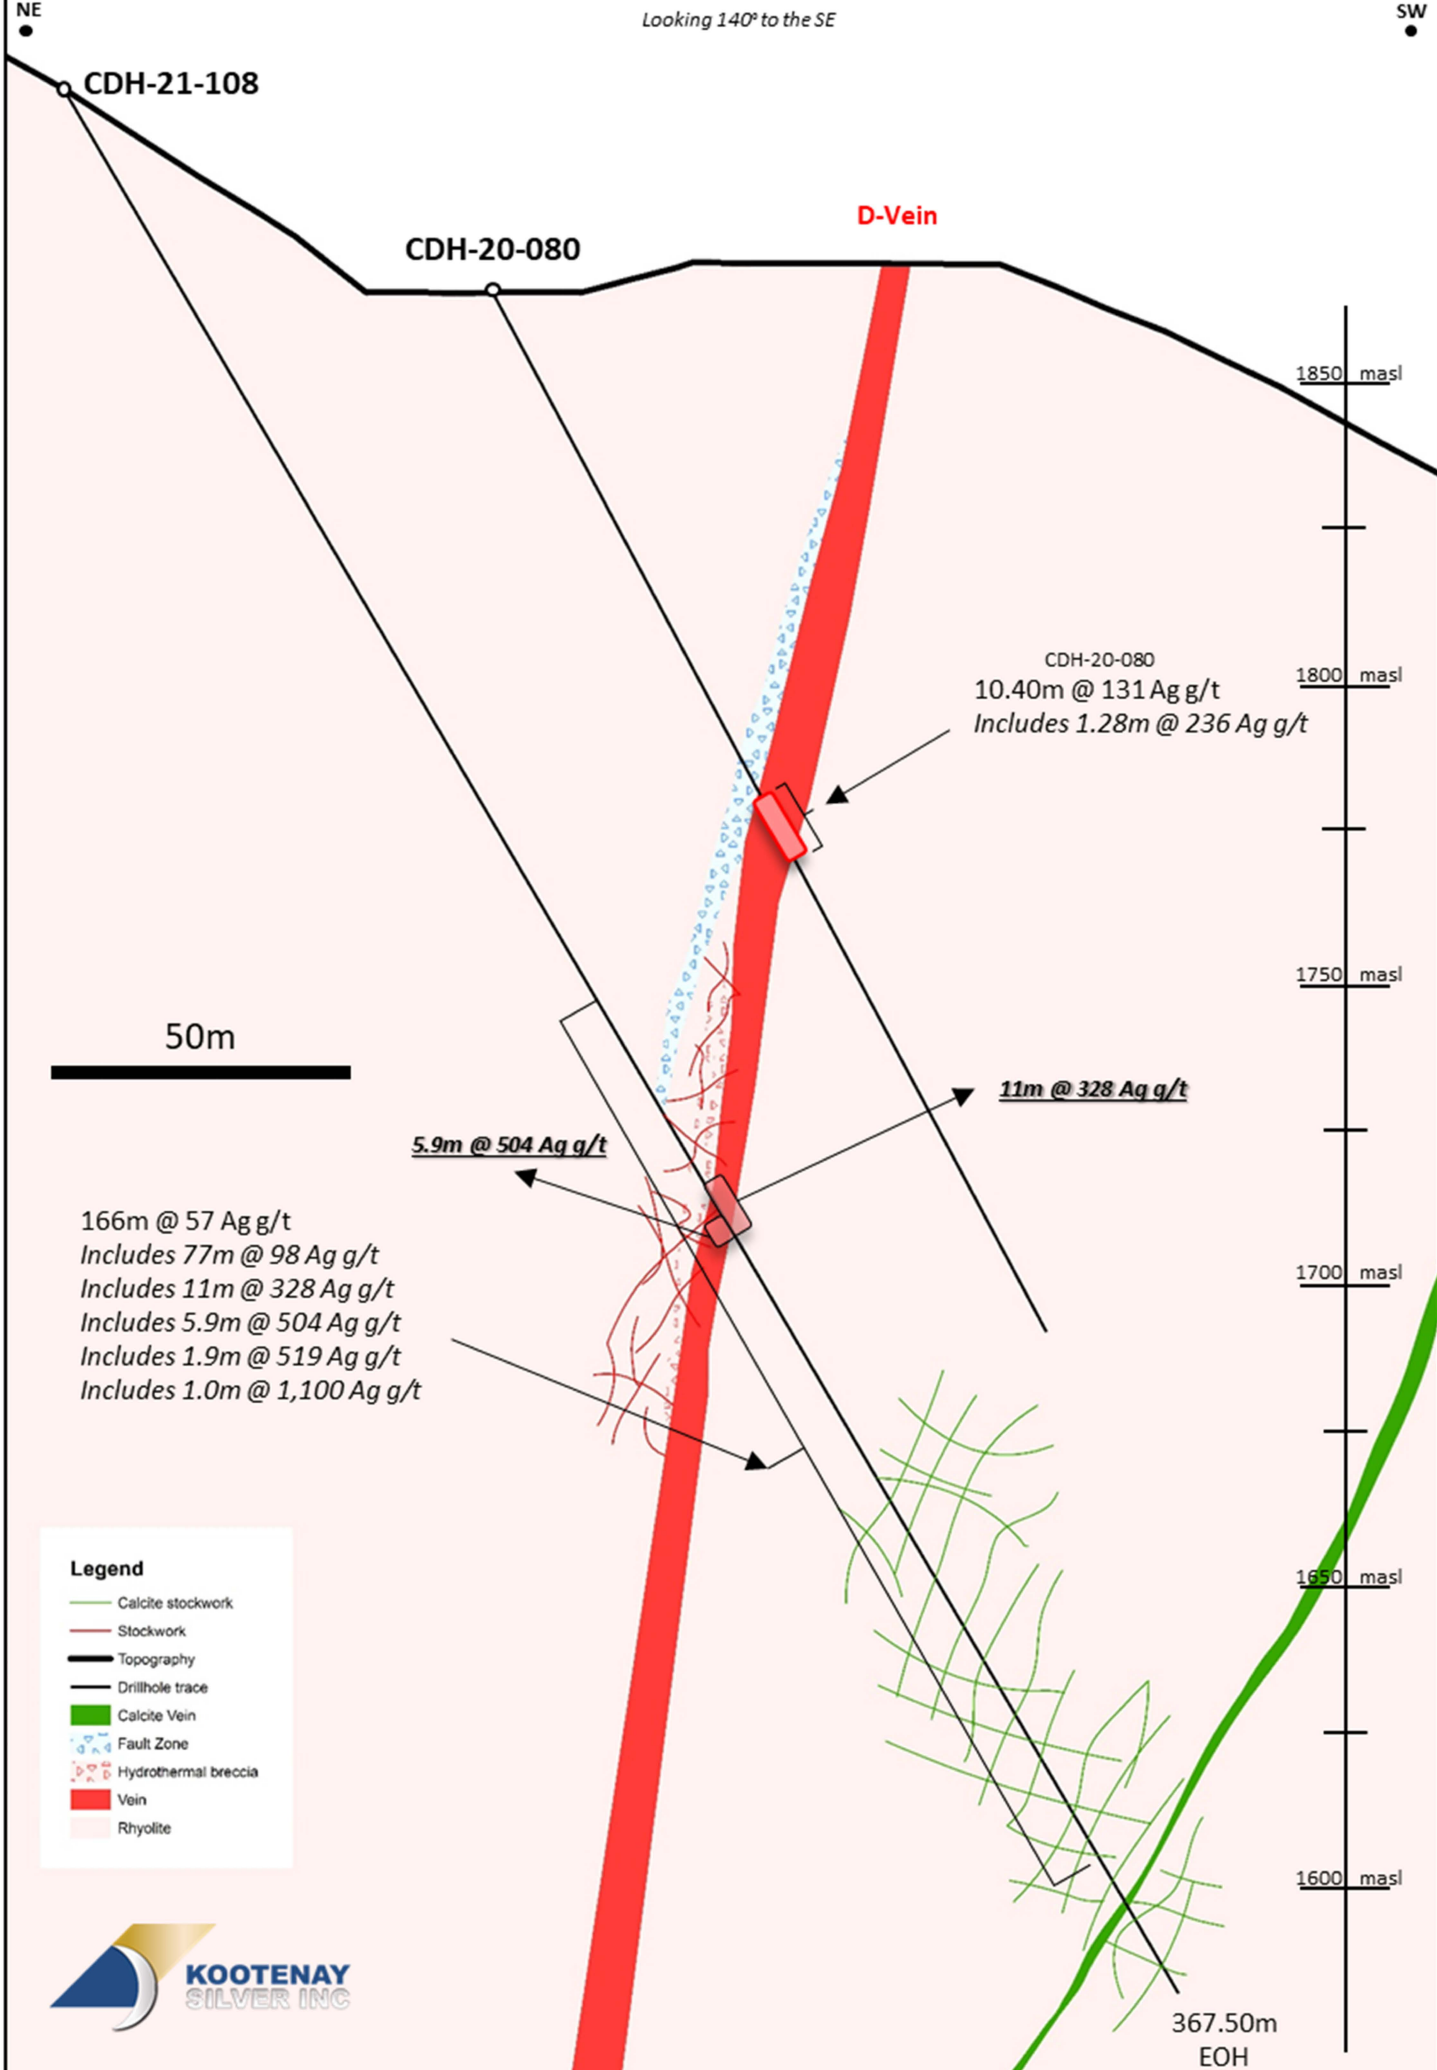 NE
Looking 140° to the SE
SW
CDH-21-108
CDH-20-080
D-Vein
1850 masl
CDH-20-080
10.40m @ 131 Ag g/t
Includes 1.28m @ 236 Ag g/t
1800 masl
1750 masl
50m
11m @ 328 Ag g/t
5.9m @ 504 Ag g/t
166m @ 57 Ag g/t
Includes 77m @ 98 Ag g/t
Includes 11m @ 328 Ag g/t
Includes 5.9m @ 504 Ag g/t
Includes 1.9m @ 519 Ag g/t
Includes 1.0m @ 1,100 Ag g/t
1700 masl
1650 masl
Legend
Calcite stockwork
Stockwork
Topography
Drillhole trace
Calcite Vein
Fault Zone
Hydrothermal breccia
Vein
Rhyolite
1600 masl
KOOTENAY
SILVER INC
367.50m
EOH